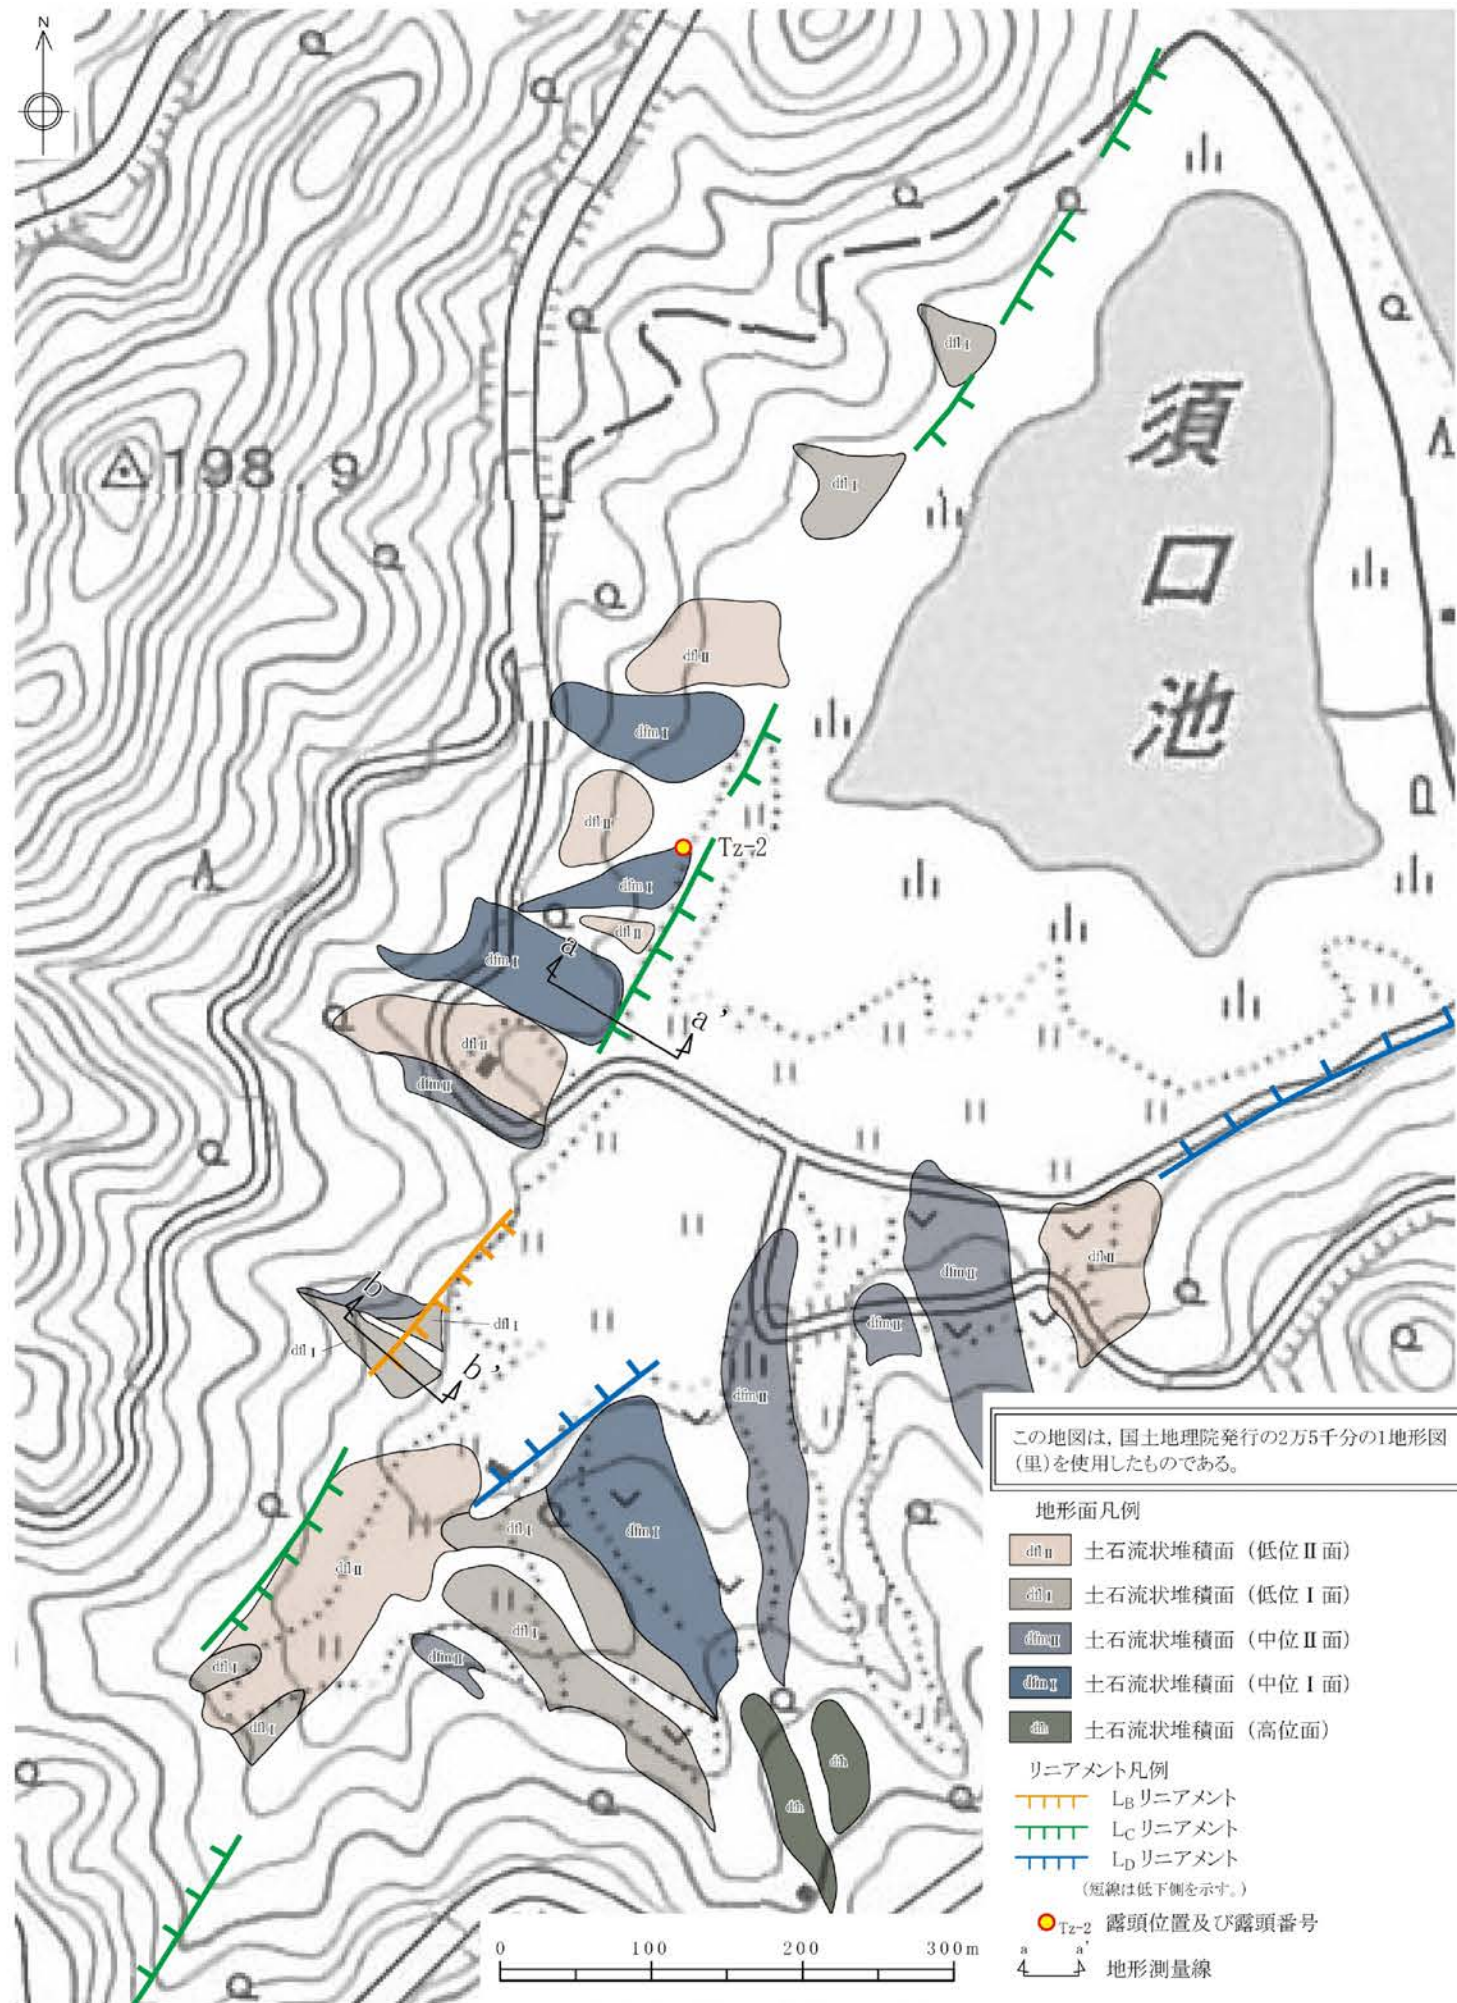 N
198.9
須
口
池
dfl I
dfl I
dfl II
dfm I
dfl II
Tz-2
dfm I
dfl II
a
dfm I
a’
dfl II
dfm II
dfl II
dfm II
b
dfm II
dfl I
dfl I
b’
dfm II
dfl I
dfm I
dfl II
dfl I
dfm II
dfl I
dfl I
dfh
dfh
この地図は, 国土地理院発行の2万5千分の1地形図
(里)を使用したものである。
地形面凡例
dfl II 土石流状堆積面 (低位Ⅱ面)
dfl I 土石流状堆積面 (低位Ⅰ面)
dfm II 土石流状堆積面 (中位Ⅱ面)
dfm I 土石流状堆積面 (中位Ⅰ面)
dfh 土石流状堆積面 (高位面)
リニアメント凡例
LB リニアメント
LC リニアメント
LD リニアメント
(短線は低下側を示す。)
Tz-2 露頭位置及び露頭番号
a a’ 地形測量線
0 100 200 300m